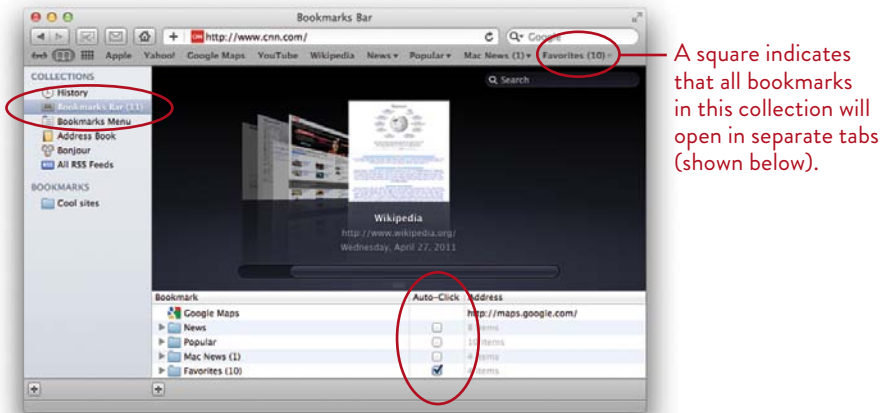 Bookmarks Bar
http://www.cnn.com/
Google
Apple Yahoo! Google Maps YouTube Wikipedia News Popular Mac News (1) Favorites (10)
A square indicates
that all bookmarks
in this collection will
open in separate tabs
(shown below).
COLLECTIONS
History
Bookmarks Bar (11)
Bookmarks Menu
Address Book
Bonjour
All RSS Feeds
BOOKMARKS
Cool sites
Search
Wikipedia
http://www.wikipedia.org/
Wednesday, April 27, 2011
Bookmark Auto-Click Address
Google Maps http://maps.google.com/
News 8 items
Popular 10 items
Mac News (1) 4 items
Favorites (10) items